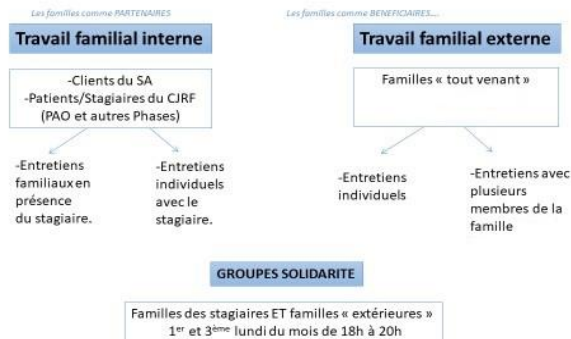 Les familles comme PARTENAIRES
Travail familial interne
-Clients du SA
-Patients/Stagiaires du CJRF
(PAO et autres Phases)
-Entretiens
familiaux en
présence
du stagiaire.
-Entretiens
individuels
avec le
stagiaire.
Les familles comme BENEFICIAIRES....
Travail familial externe
Familles « tout venant »
-Entretiens
individuels
-Entretiens avec
plusieurs
membres de la
famille
GROUPES SOLIDARITE
Familles des stagiaires ET familles « extérieures »
1er et 3ème lundi du mois de 18h à 20h